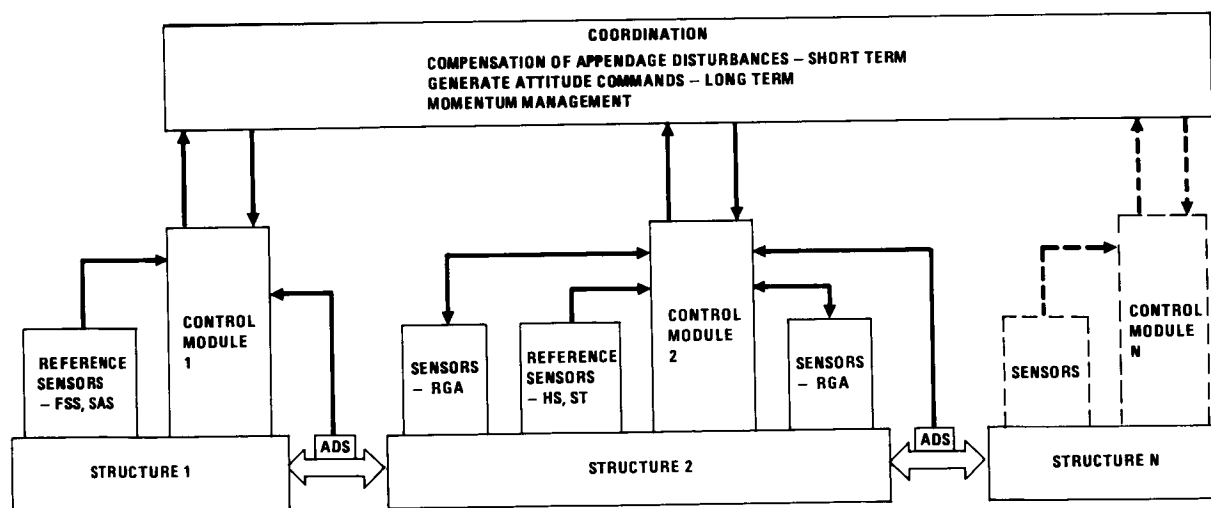 COORDINATION
COMPENSATION OF APPENDAGE DISTURBANCES – SHORT TERM
GENERATE ATTITUDE COMMANDS – LONG TERM
MOMENTUM MANAGEMENT
REFERENCE
SENSORS
– FSS, SAS
CONTROL
MODULE
1
ADS
STRUCTURE 1
SENSORS
– RGA
REFERENCE
SENSORS
– HS, ST
CONTROL
MODULE
2
SENSORS
– RGA
ADS
STRUCTURE 2
SENSORS
CONTROL
MODULE
N
STRUCTURE N